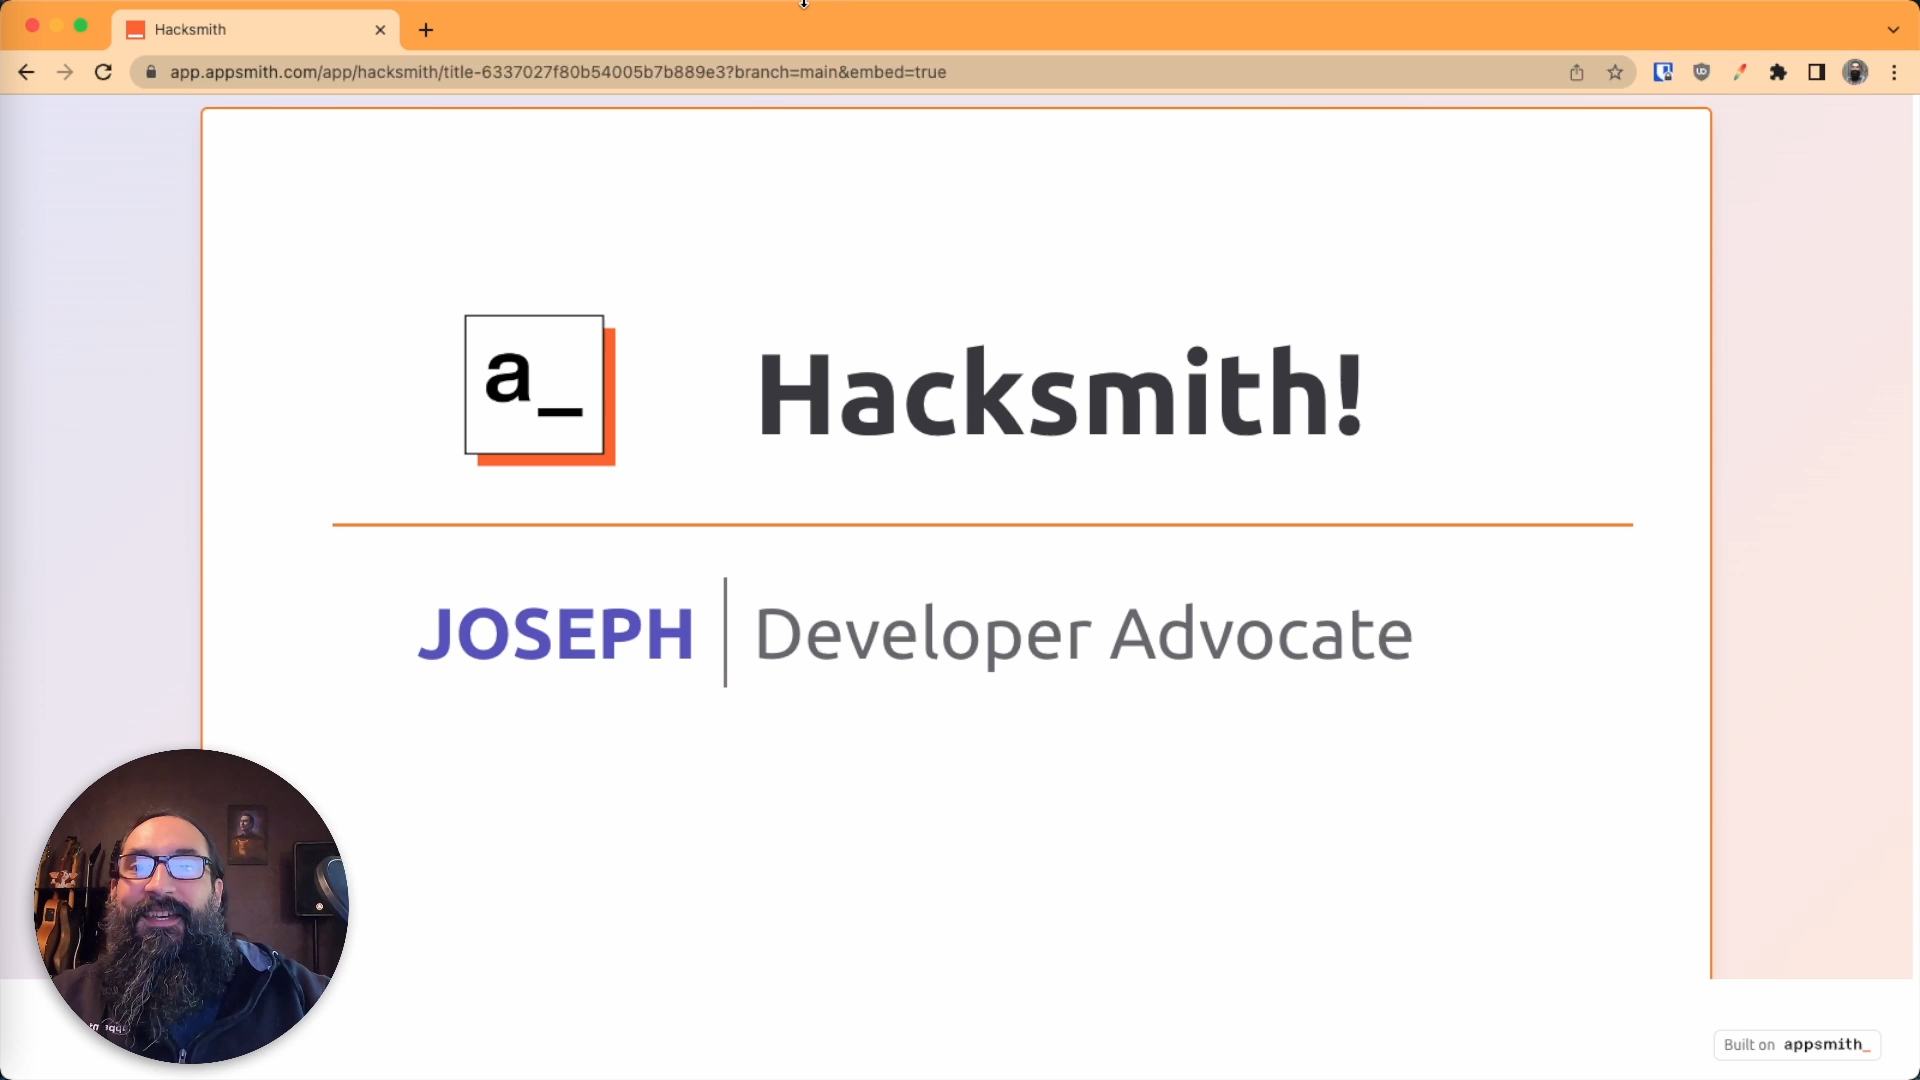 Hacksmith
app.appsmith.com/app/hacksmith/title-6337027f80b54005b7b889e3?branch=main&embed=true
a_
Hacksmith!
JOSEPH
Developer Advocate
Built on appsmith_